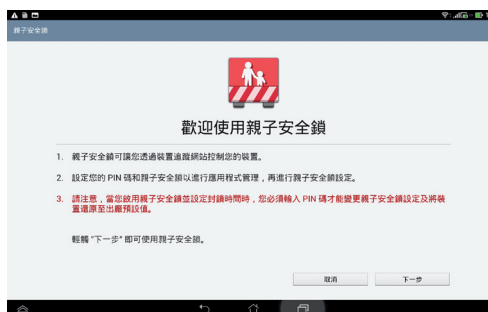 親子安全鎖
歡迎使用親子安全鎖
1. 親子安全鎖可讓您透過裝置追蹤網站控制您的裝置。
2. 設定您的 PIN 碼和親子安全鎖以進行應用程式管理，再進行親子安全鎖設定。
3. 請注意，當您啟用親子安全鎖並設定封鎖時間時，您必須輸入 PIN 碼才能變更親子安全鎖設定及將裝
置還原至出廠預設值。
輕觸 "下一步" 即可使用親子安全鎖。
取消 下一步